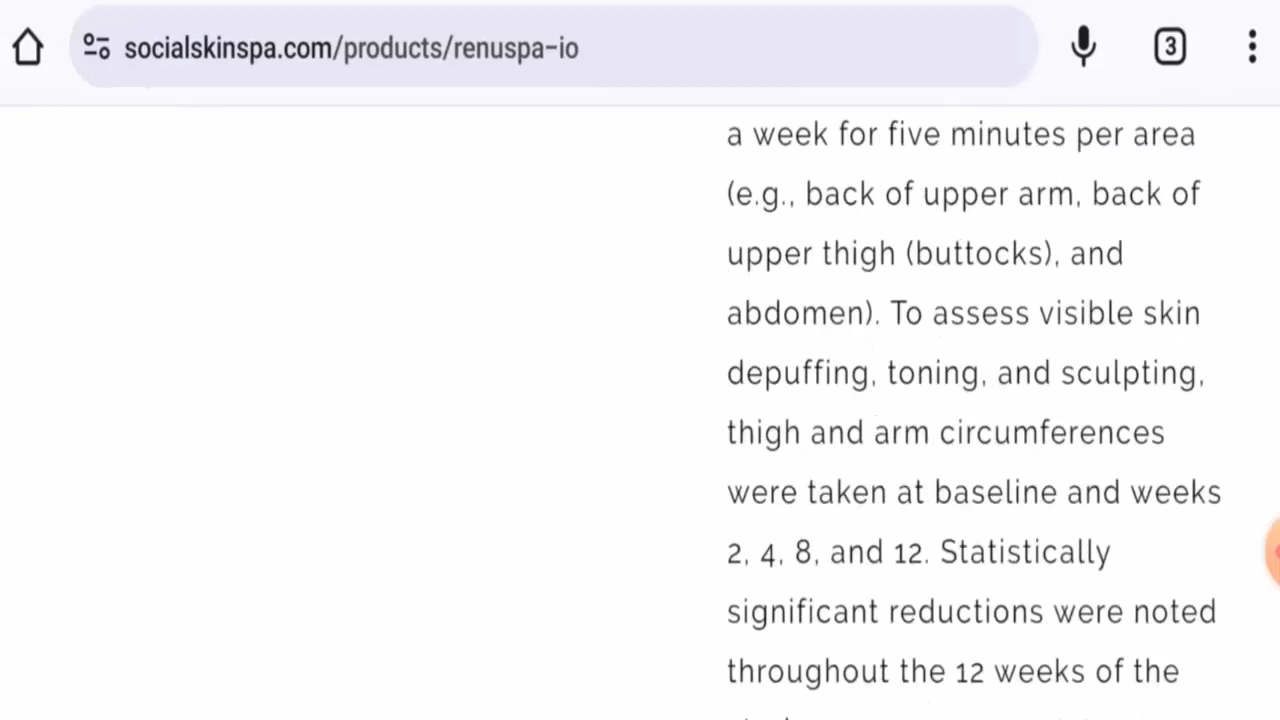 socialskinspa.com/products/renuspa-io
3
a week for five minutes per area
(e.g., back of upper arm, back of
upper thigh (buttocks), and
abdomen). To assess visible skin
depuffing, toning, and sculpting,
thigh and arm circumferences
were taken at baseline and weeks
2, 4, 8, and 12. Statistically
significant reductions were noted
throughout the 12 weeks of the